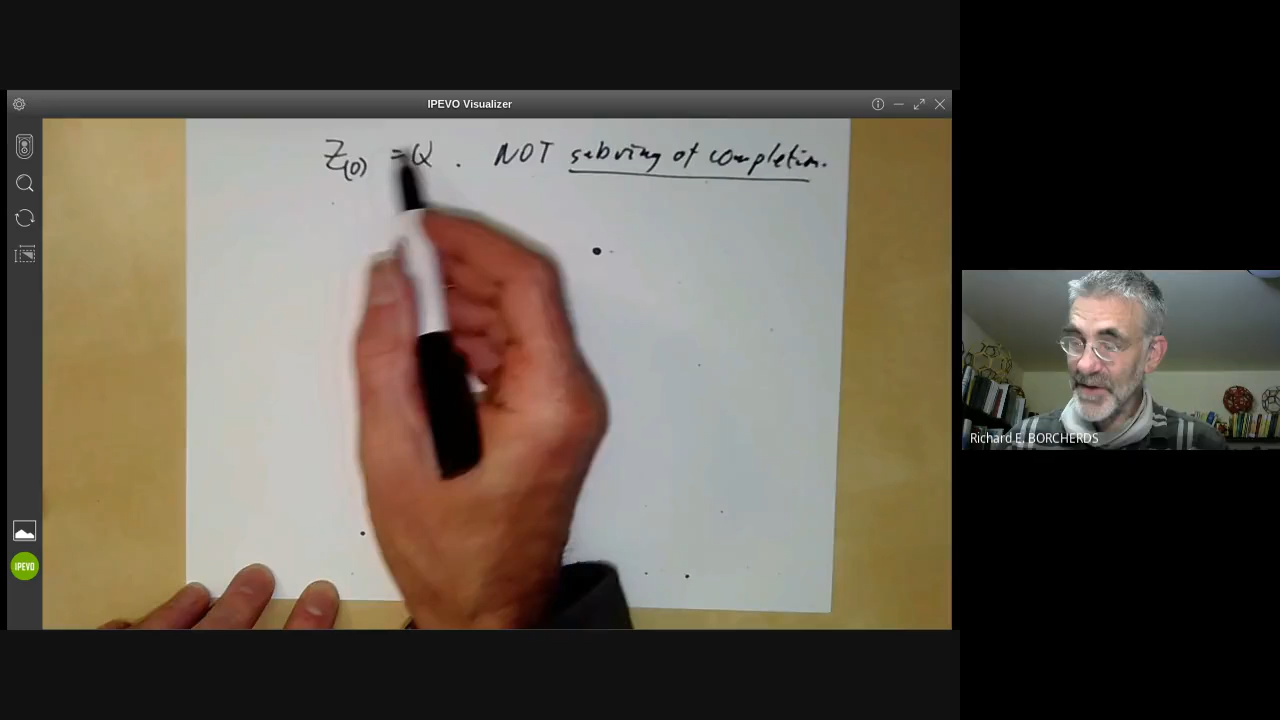 IPEVO Visualizer
Z(0) = Q . NOT subring of completion.
Richard E. BORCHERDS
IPEVO